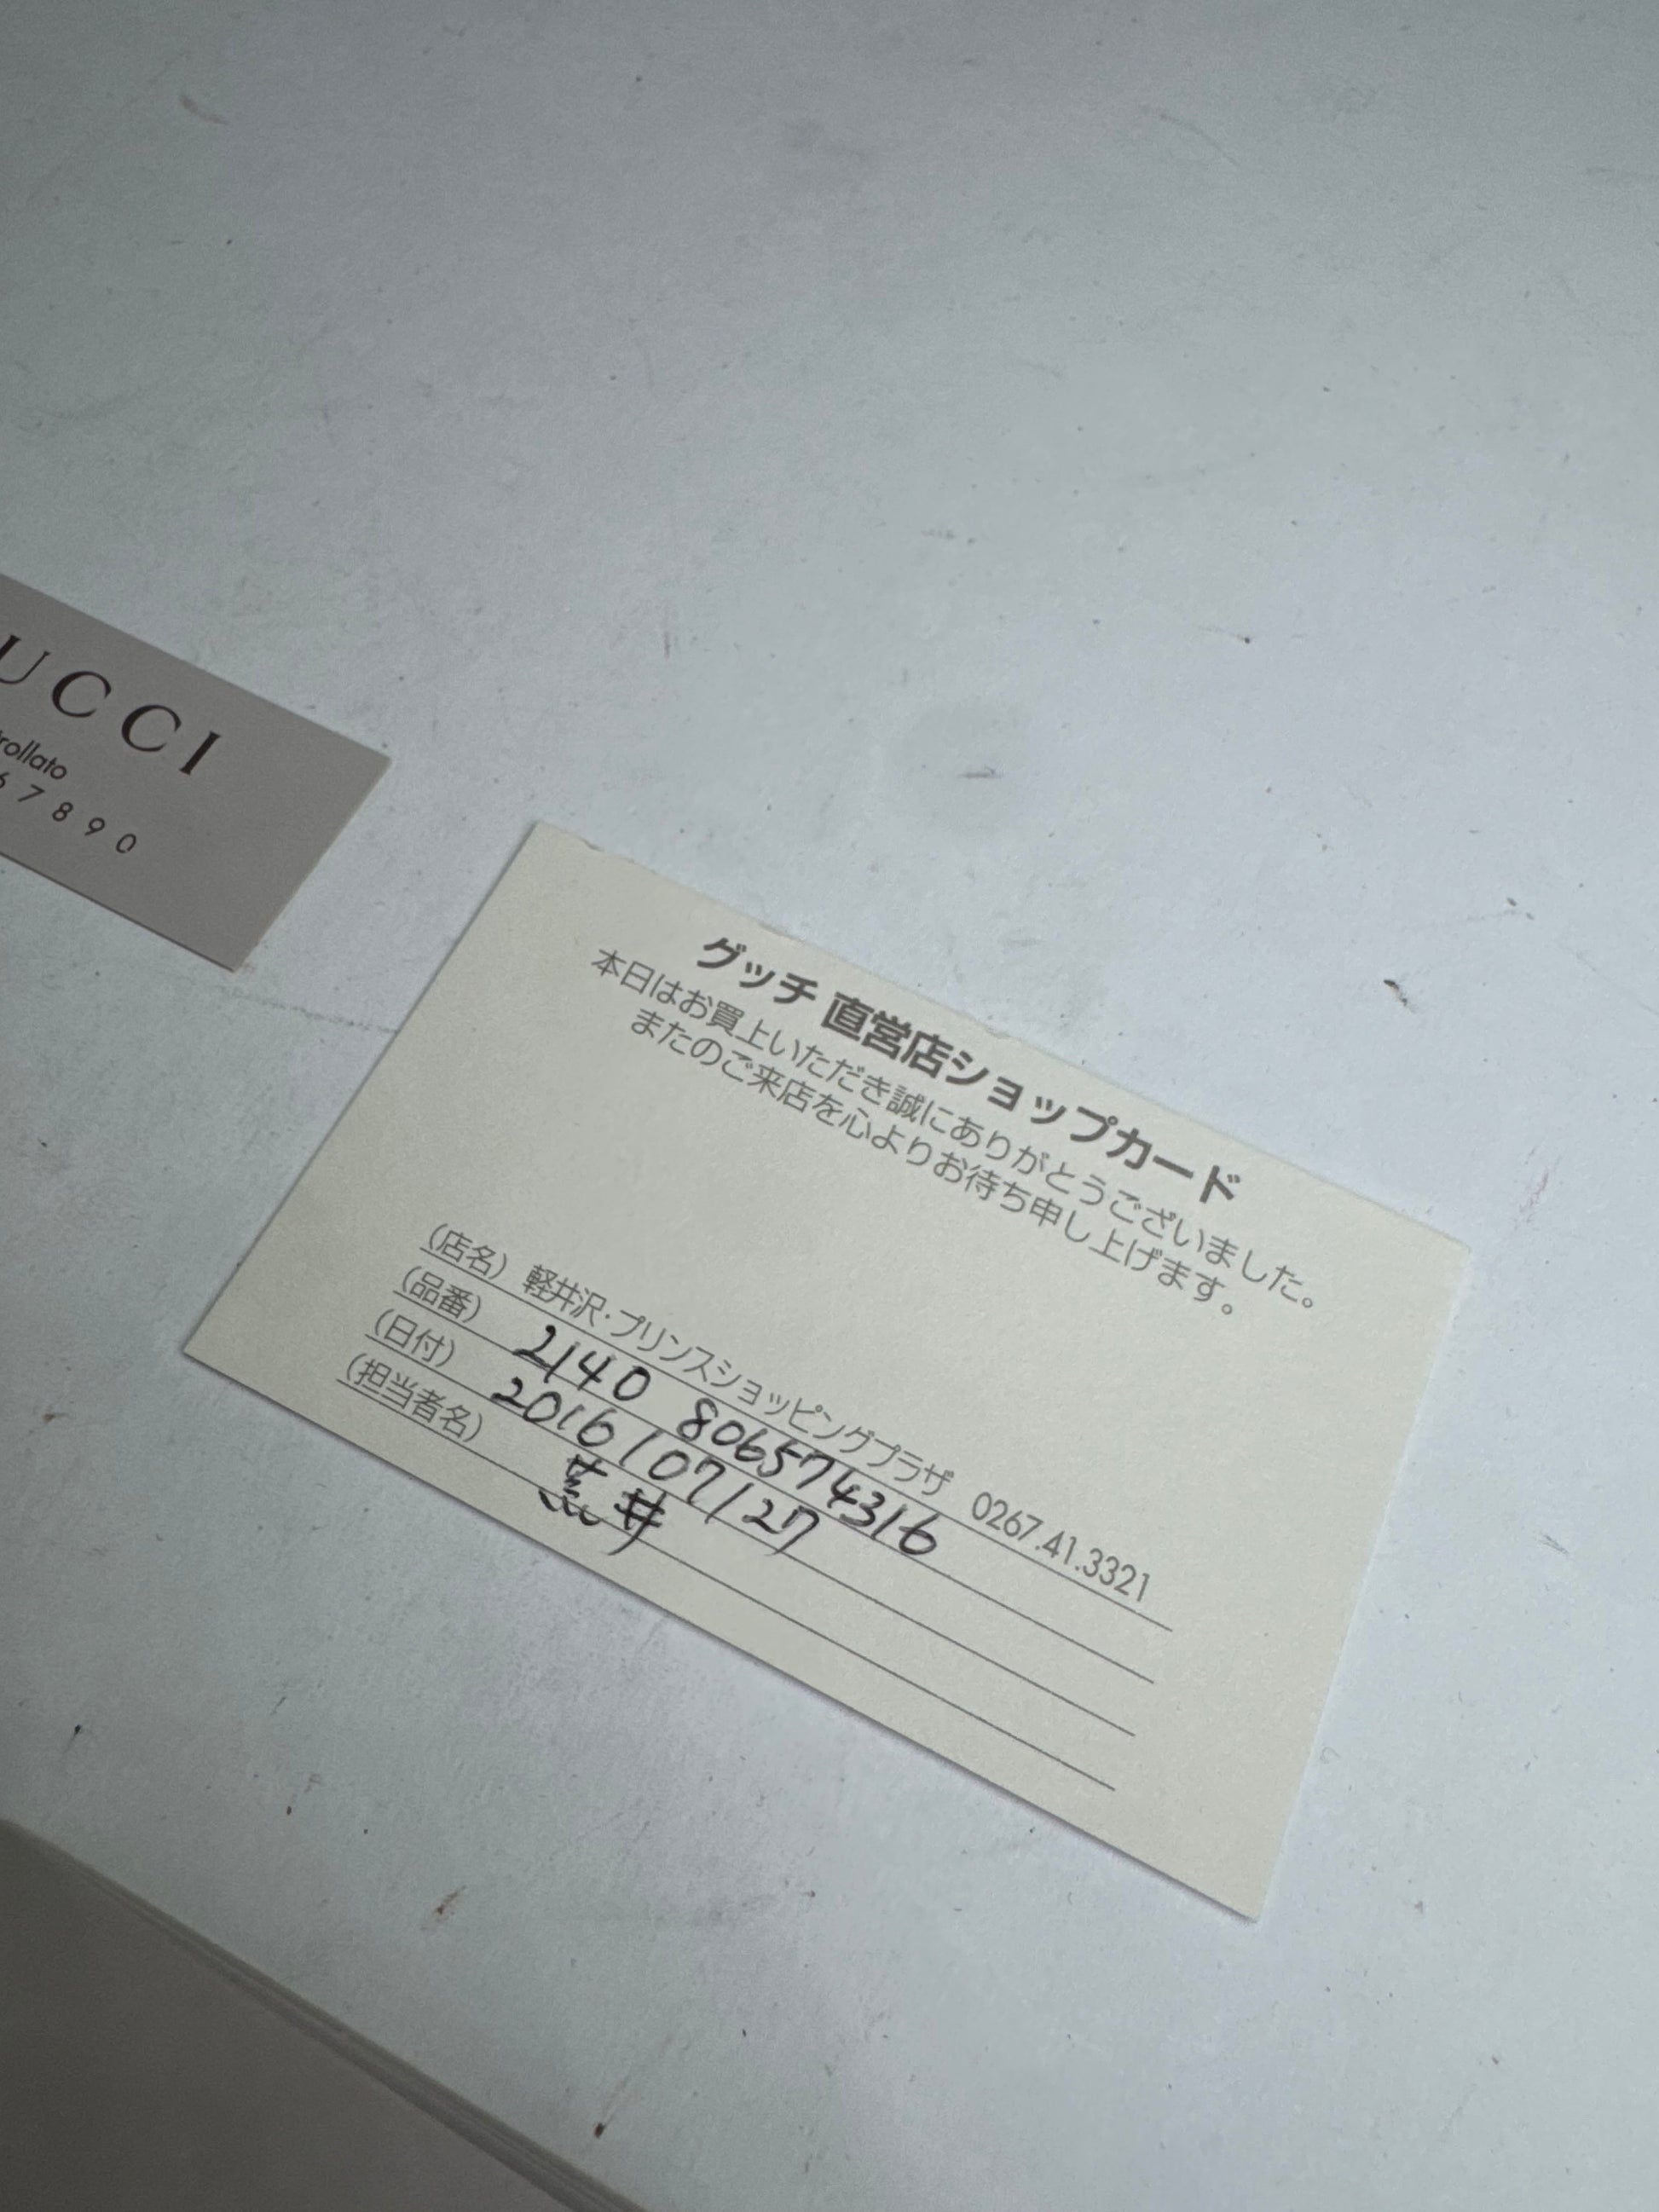 UCCI
rollato
67890
グッチ 直営店ショップカード
本日はお買上いただき誠にありがとうございました。
またのご来店を心よりお待ち申し上げます。
(店名) 軽井沢・プリンスショッピングプラザ 0267.41.3321
(品番) 2140 806574316
(日付) 2016/07/27
(担当者名) 荒井